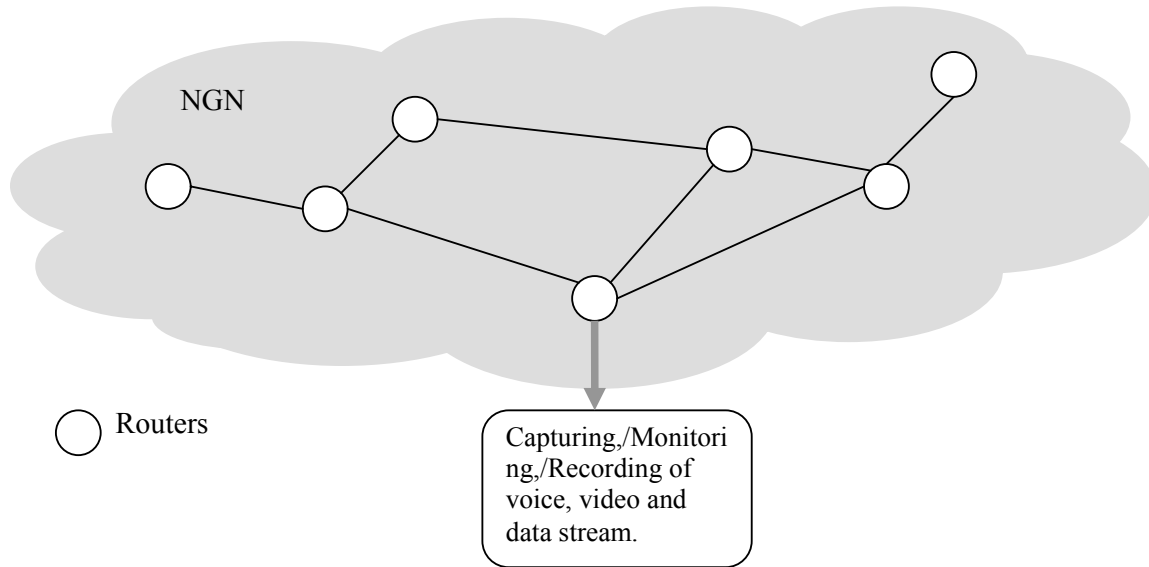 NGN
Routers
Capturing,/Monitori
ng,/Recording of
voice, video and
data stream.